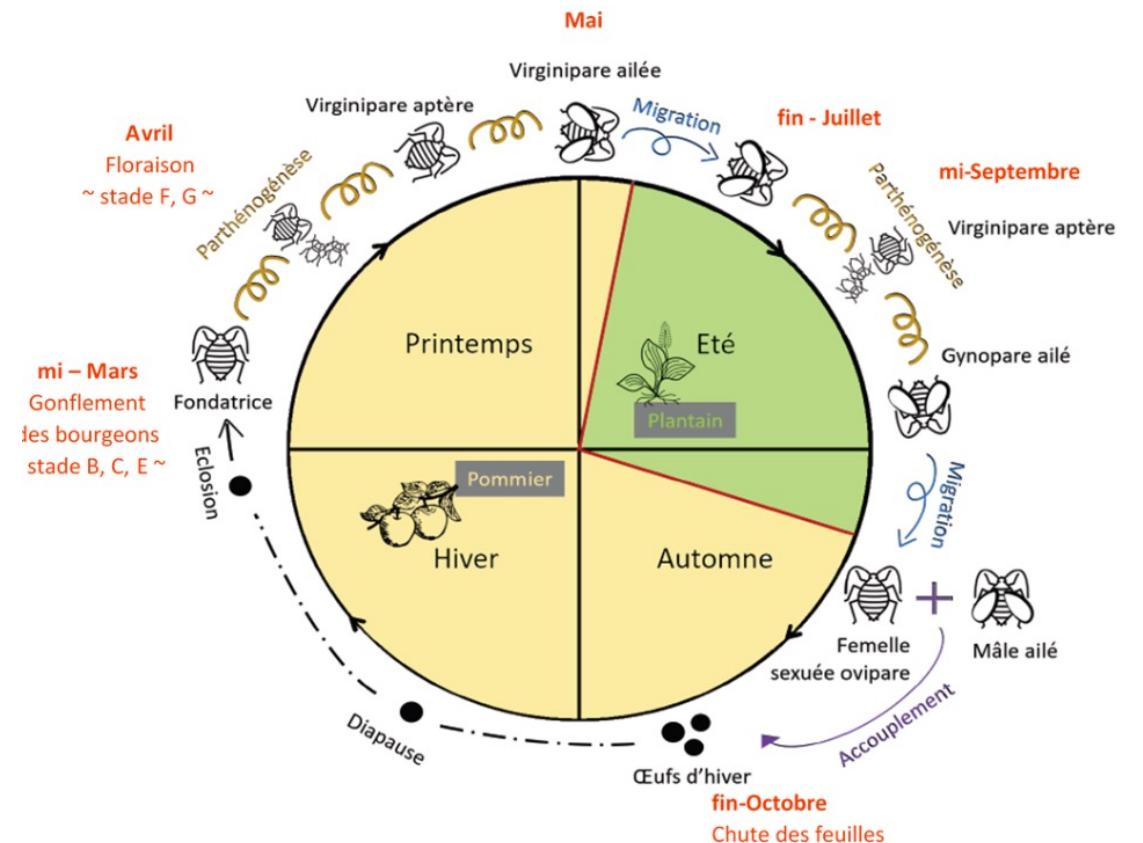 Mai
Virginipare ailée
Virginipare aptère
Migration
fin - Juillet
Avril
Floraison
~ stade F, G ~
Parthénogénèse
mi-Septembre
Parthénogénèse
Virginipare aptère
Printemps
Eté
Gynopare ailé
mi – Mars
Gonflement
des bourgeons
stade B, C, E ~
Fondatrice
Plantain
Eclosion
Pommier
Migration
Hiver
Automne
Femelle
sexuée ovipare
Mâle ailé
Accouplement
Diapause
Œufs d'hiver
fin-Octobre
Chute des feuilles